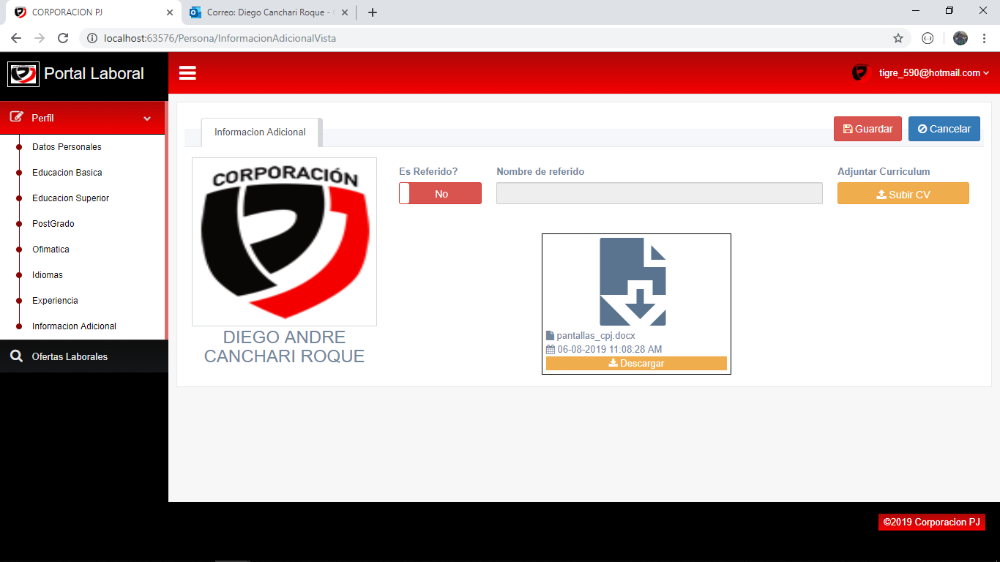 CORPORACION PJ
Correo: Diego Canchari Roque -
localhost:63576/Persona/InformacionAdicionalVista
Portal Laboral
tigre_590@hotmail.com
Perfil
Datos Personales
Educacion Basica
Educacion Superior
PostGrado
Ofimatica
Idiomas
Experiencia
Informacion Adicional
Ofertas Laborales
Informacion Adicional
Guardar
Cancelar
CORPORACIÓN
DIEGO ANDRE
CANCHARI ROQUE
Es Referido?
No
Nombre de referido
Adjuntar Curriculum
Subir CV
pantallas_cpj.docx
06-08-2019 11:08:28 AM
Descargar
©2019 Corporacion PJ